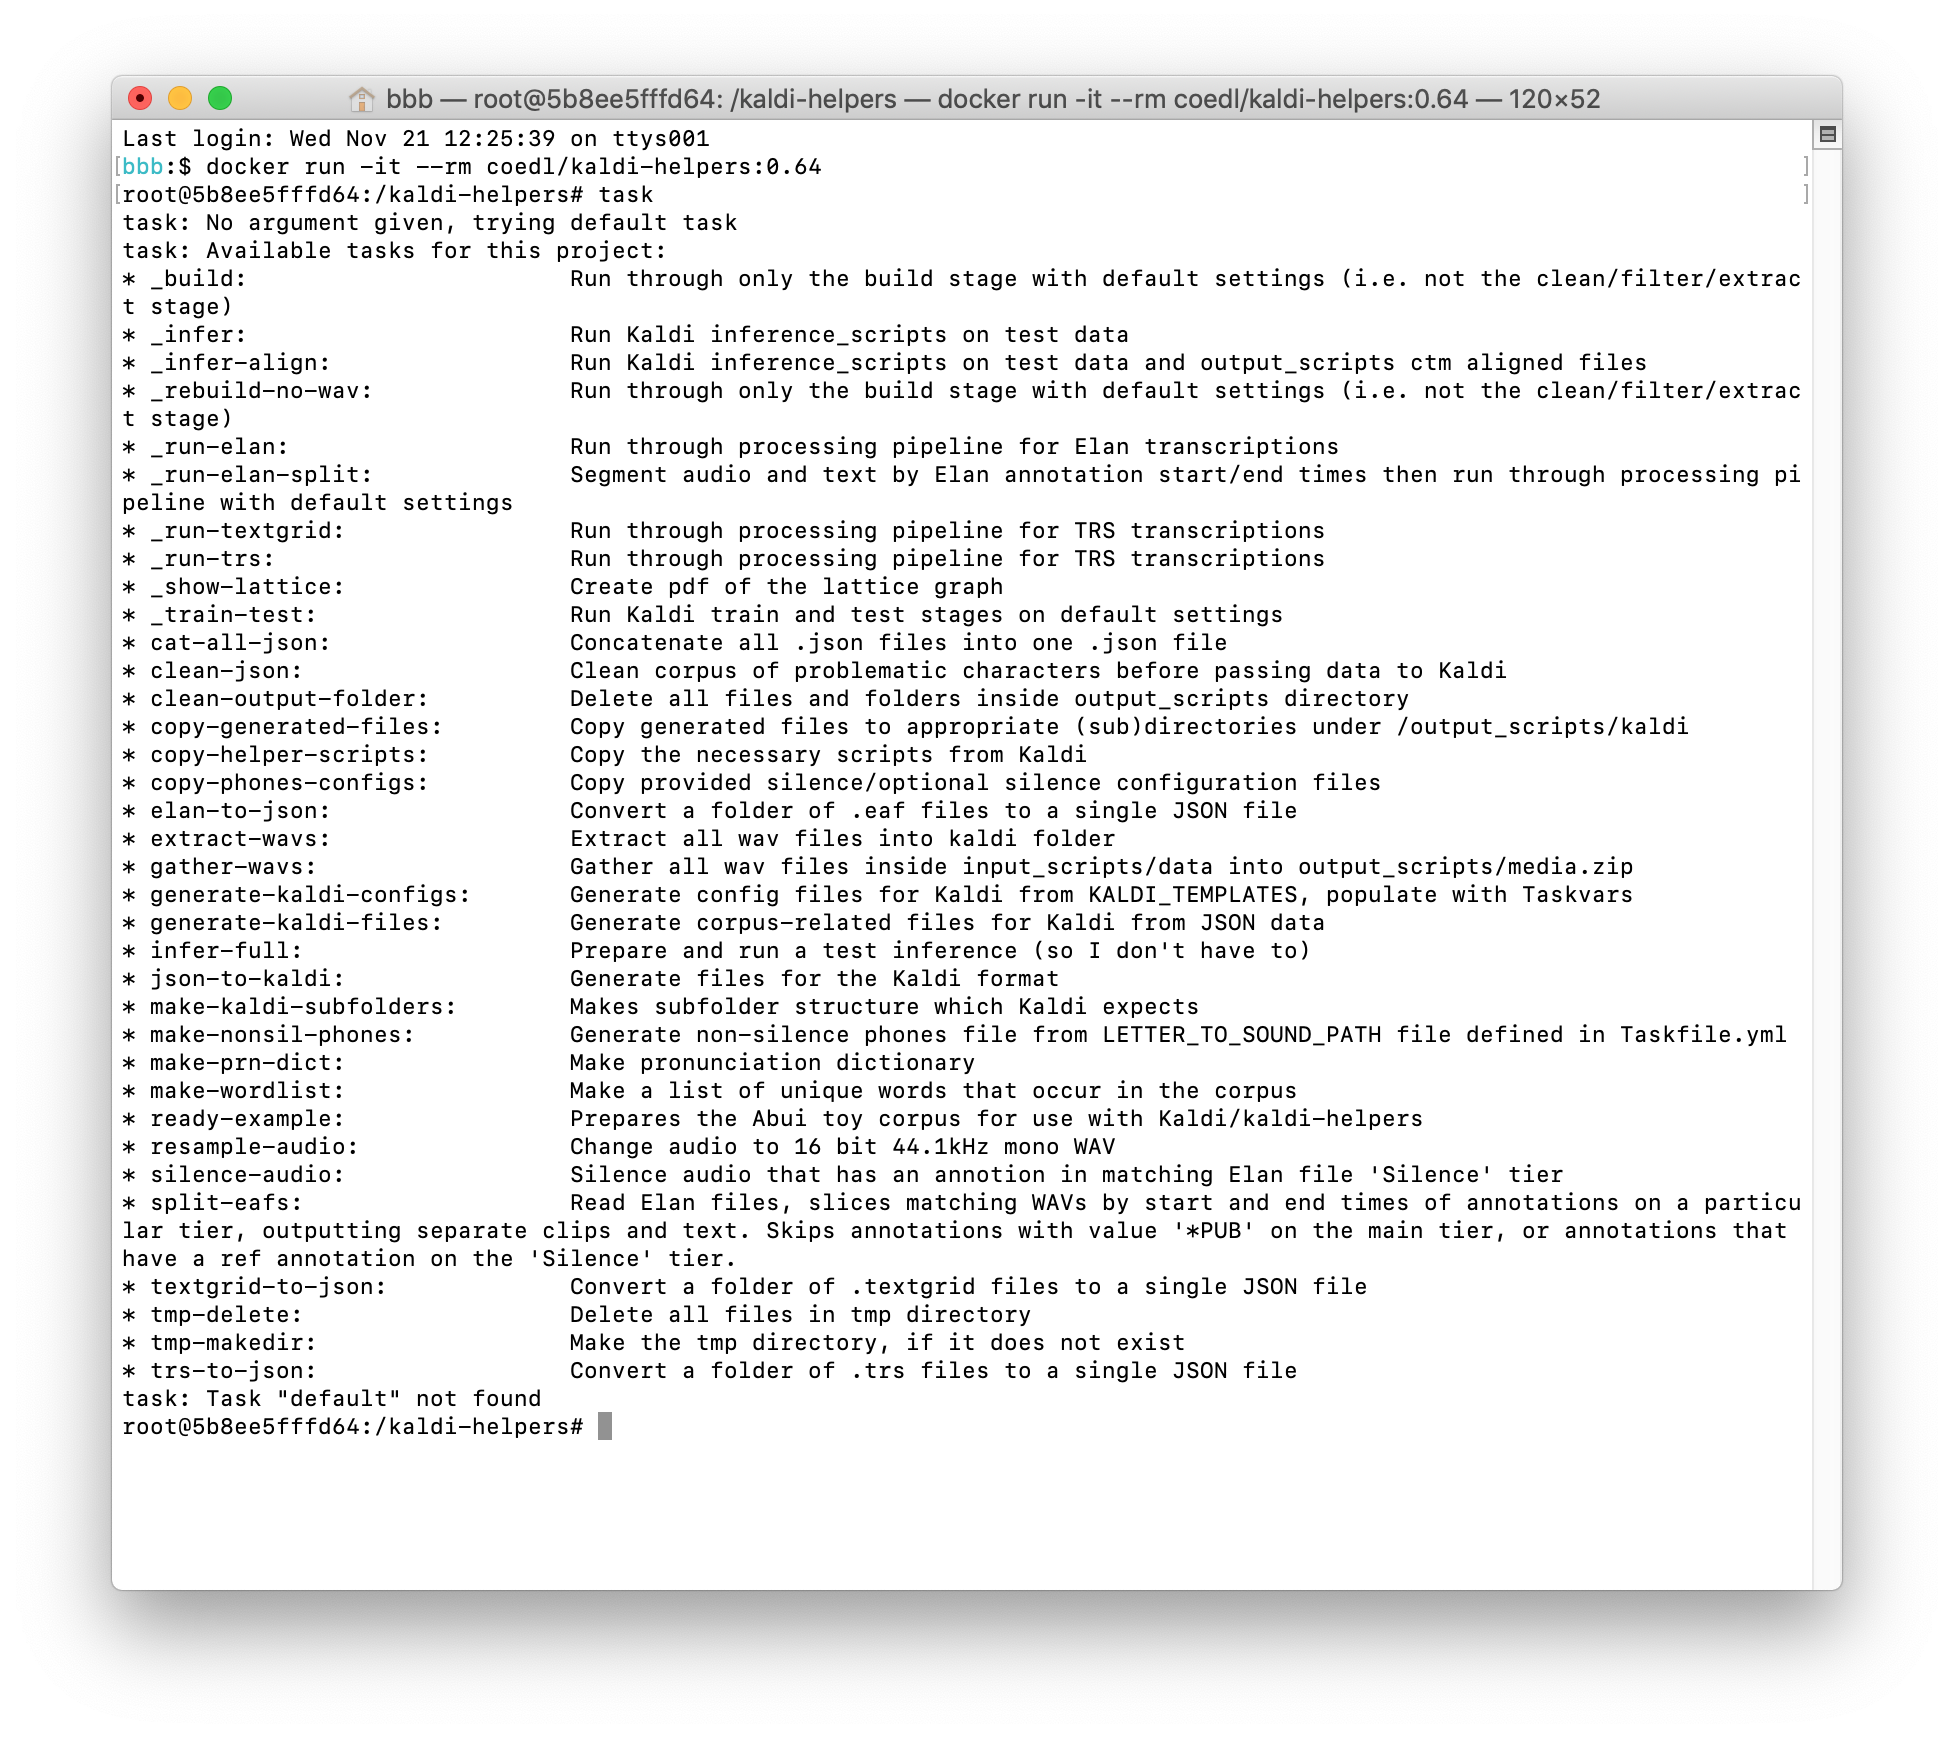 bbb — root@5b8ee5fffd64: /kaldi-helpers — docker run -it --rm coedl/kaldi-helpers:0.64 — 120×52
Last login: Wed Nov 21 12:25:39 on ttys001
[bbb:$ docker run -it --rm coedl/kaldi-helpers:0.64 ]
[root@5b8ee5fffd64:/kaldi-helpers# task ]
task: No argument given, trying default task
task: Available tasks for this project:
* _build: Run through only the build stage with default settings (i.e. not the clean/filter/extrac
t stage)
* _infer: Run Kaldi inference_scripts on test data
* _infer-align: Run Kaldi inference_scripts on test data and output_scripts ctm aligned files
* _rebuild-no-wav: Run through only the build stage with default settings (i.e. not the clean/filter/extrac
t stage)
* _run-elan: Run through processing pipeline for Elan transcriptions
* _run-elan-split: Segment audio and text by Elan annotation start/end times then run through processing pi
peline with default settings
* _run-textgrid: Run through processing pipeline for TRS transcriptions
* _run-trs: Run through processing pipeline for TRS transcriptions
* _show-lattice: Create pdf of the lattice graph
* _train-test: Run Kaldi train and test stages on default settings
* cat-all-json: Concatenate all .json files into one .json file
* clean-json: Clean corpus of problematic characters before passing data to Kaldi
* clean-output-folder: Delete all files and folders inside output_scripts directory
* copy-generated-files: Copy generated files to appropriate (sub)directories under /output_scripts/kaldi
* copy-helper-scripts: Copy the necessary scripts from Kaldi
* copy-phones-configs: Copy provided silence/optional silence configuration files
* elan-to-json: Convert a folder of .eaf files to a single JSON file
* extract-wavs: Extract all wav files into kaldi folder
* gather-wavs: Gather all wav files inside input_scripts/data into output_scripts/media.zip
* generate-kaldi-configs: Generate config files for Kaldi from KALDI_TEMPLATES, populate with Taskvars
* generate-kaldi-files: Generate corpus-related files for Kaldi from JSON data
* infer-full: Prepare and run a test inference (so I don't have to)
* json-to-kaldi: Generate files for the Kaldi format
* make-kaldi-subfolders: Makes subfolder structure which Kaldi expects
* make-nonsil-phones: Generate non-silence phones file from LETTER_TO_SOUND_PATH file defined in Taskfile.yml
* make-prn-dict: Make pronunciation dictionary
* make-wordlist: Make a list of unique words that occur in the corpus
* ready-example: Prepares the Abui toy corpus for use with Kaldi/kaldi-helpers
* resample-audio: Change audio to 16 bit 44.1kHz mono WAV
* silence-audio: Silence audio that has an annotion in matching Elan file 'Silence' tier
* split-eafs: Read Elan files, slices matching WAVs by start and end times of annotations on a particu
lar tier, outputting separate clips and text. Skips annotations with value '*PUB' on the main tier, or annotations that
have a ref annotation on the 'Silence' tier.
* textgrid-to-json: Convert a folder of .textgrid files to a single JSON file
* tmp-delete: Delete all files in tmp directory
* tmp-makedir: Make the tmp directory, if it does not exist
* trs-to-json: Convert a folder of .trs files to a single JSON file
task: Task "default" not found
root@5b8ee5fffd64:/kaldi-helpers#